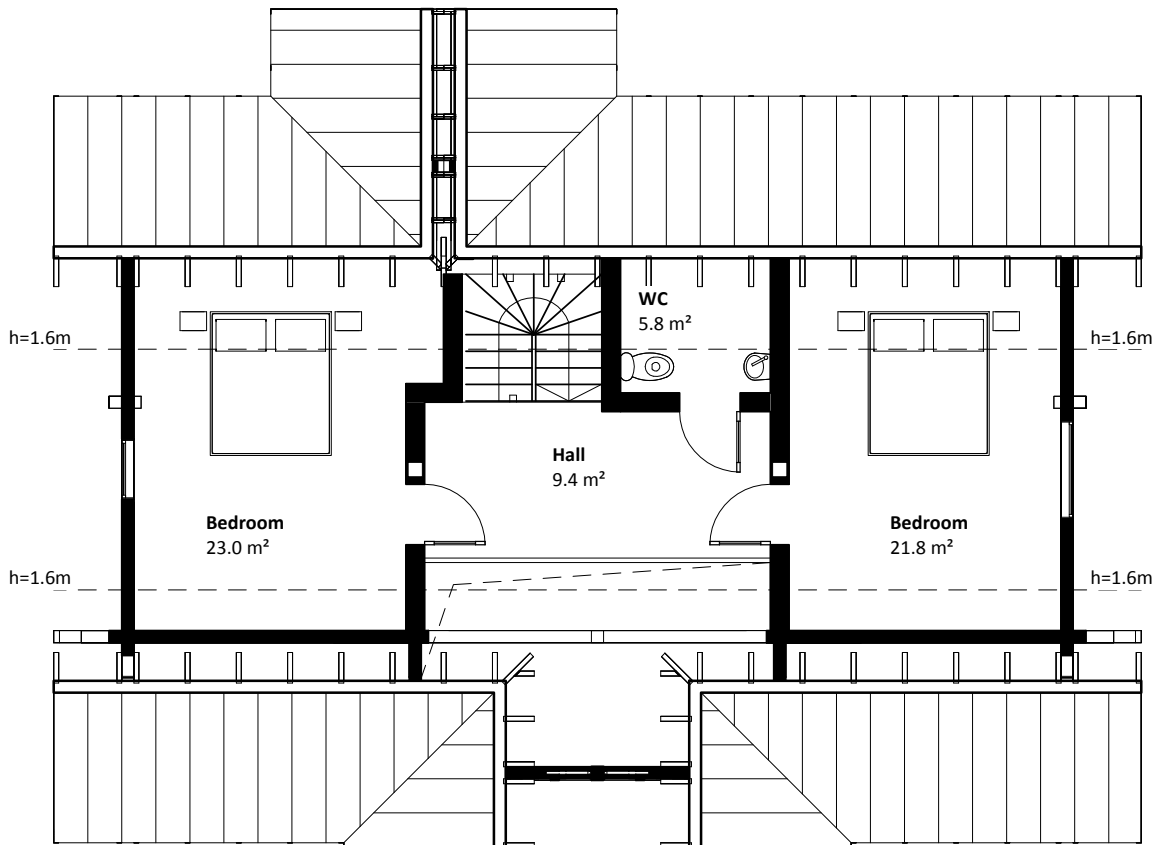 WC
5.8 m²
h=1.6m
h=1.6m
Hall
9.4 m²
Bedroom
23.0 m²
Bedroom
21.8 m²
h=1.6m
h=1.6m